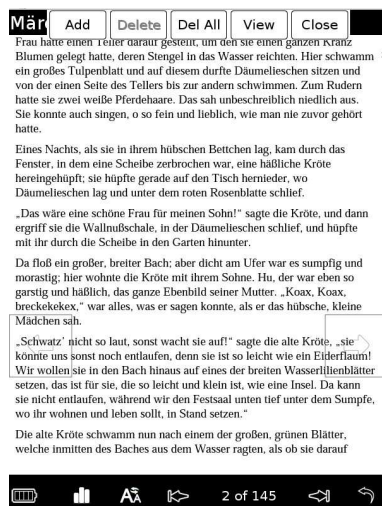 Mär
Add
Delete
Del All
View
Close
Frau hatte einen Teller darauf gestellt, um den sie einen ganzen Kranz
Blumen gelegt hatte, deren Stengel in das Wasser reichten. Hier schwamm
ein großes Tulpenblatt und auf diesem durfte Däumelieschen sitzen und
von der einen Seite des Tellers bis zur andern schwimmen. Zum Rudern
hatte sie zwei weiße Pferdehaare. Das sah unbeschreiblich niedlich aus.
Sie konnte auch singen, o so fein und lieblich, wie man nie zuvor gehört
hatte.
Eines Nachts, als sie in ihrem hübschen Bettchen lag, kam durch das
Fenster, in dem eine Scheibe zerbrochen war, eine häßliche Kröte
hereingehüpft; sie hüpfte gerade auf den Tisch hernieder, wo
Däumelieschen lag und unter dem roten Rosenblatte schlief.
„Das wäre eine schöne Frau für meinen Sohn!“ sagte die Kröte, und dann
ergriff sie die Wallnußschale, in der Däumelieschen schlief, und hüpfte
mit ihr durch die Scheibe in den Garten hinunter.
Da floß ein großer, breiter Bach; aber dicht am Ufer war es sumpfig und
morastig; hier wohnte die Kröte mit ihrem Sohne. Hu, der war eben so
garstig und häßlich, das ganze Ebenbild seiner Mutter. „Koax, Koax,
breckekekex,“ war alles, was er sagen konnte, als er das hübsche, kleine
Mädchen sah.
„Schwatz’ nicht so laut, sonst wacht sie auf!“ sagte die alte Kröte, „sie
könnte uns sonst noch entlaufen, denn sie ist so leicht wie ein Eiderflaum!
Wir wollen sie in den Bach hinaus auf eines der breiten Wasserlilienblätter
setzen, das ist für sie, die so leicht und klein ist, wie eine Insel. Da kann
sie nicht entlaufen, während wir den Festsaal unten tief unter dem Sumpfe,
wo ihr wohnen und leben sollt, in Stand setzen.“
Die alte Kröte schwamm nun nach einem der großen, grünen Blätter,
welche inmitten des Baches aus dem Wasser ragten, als ob sie darauf
2 of 145